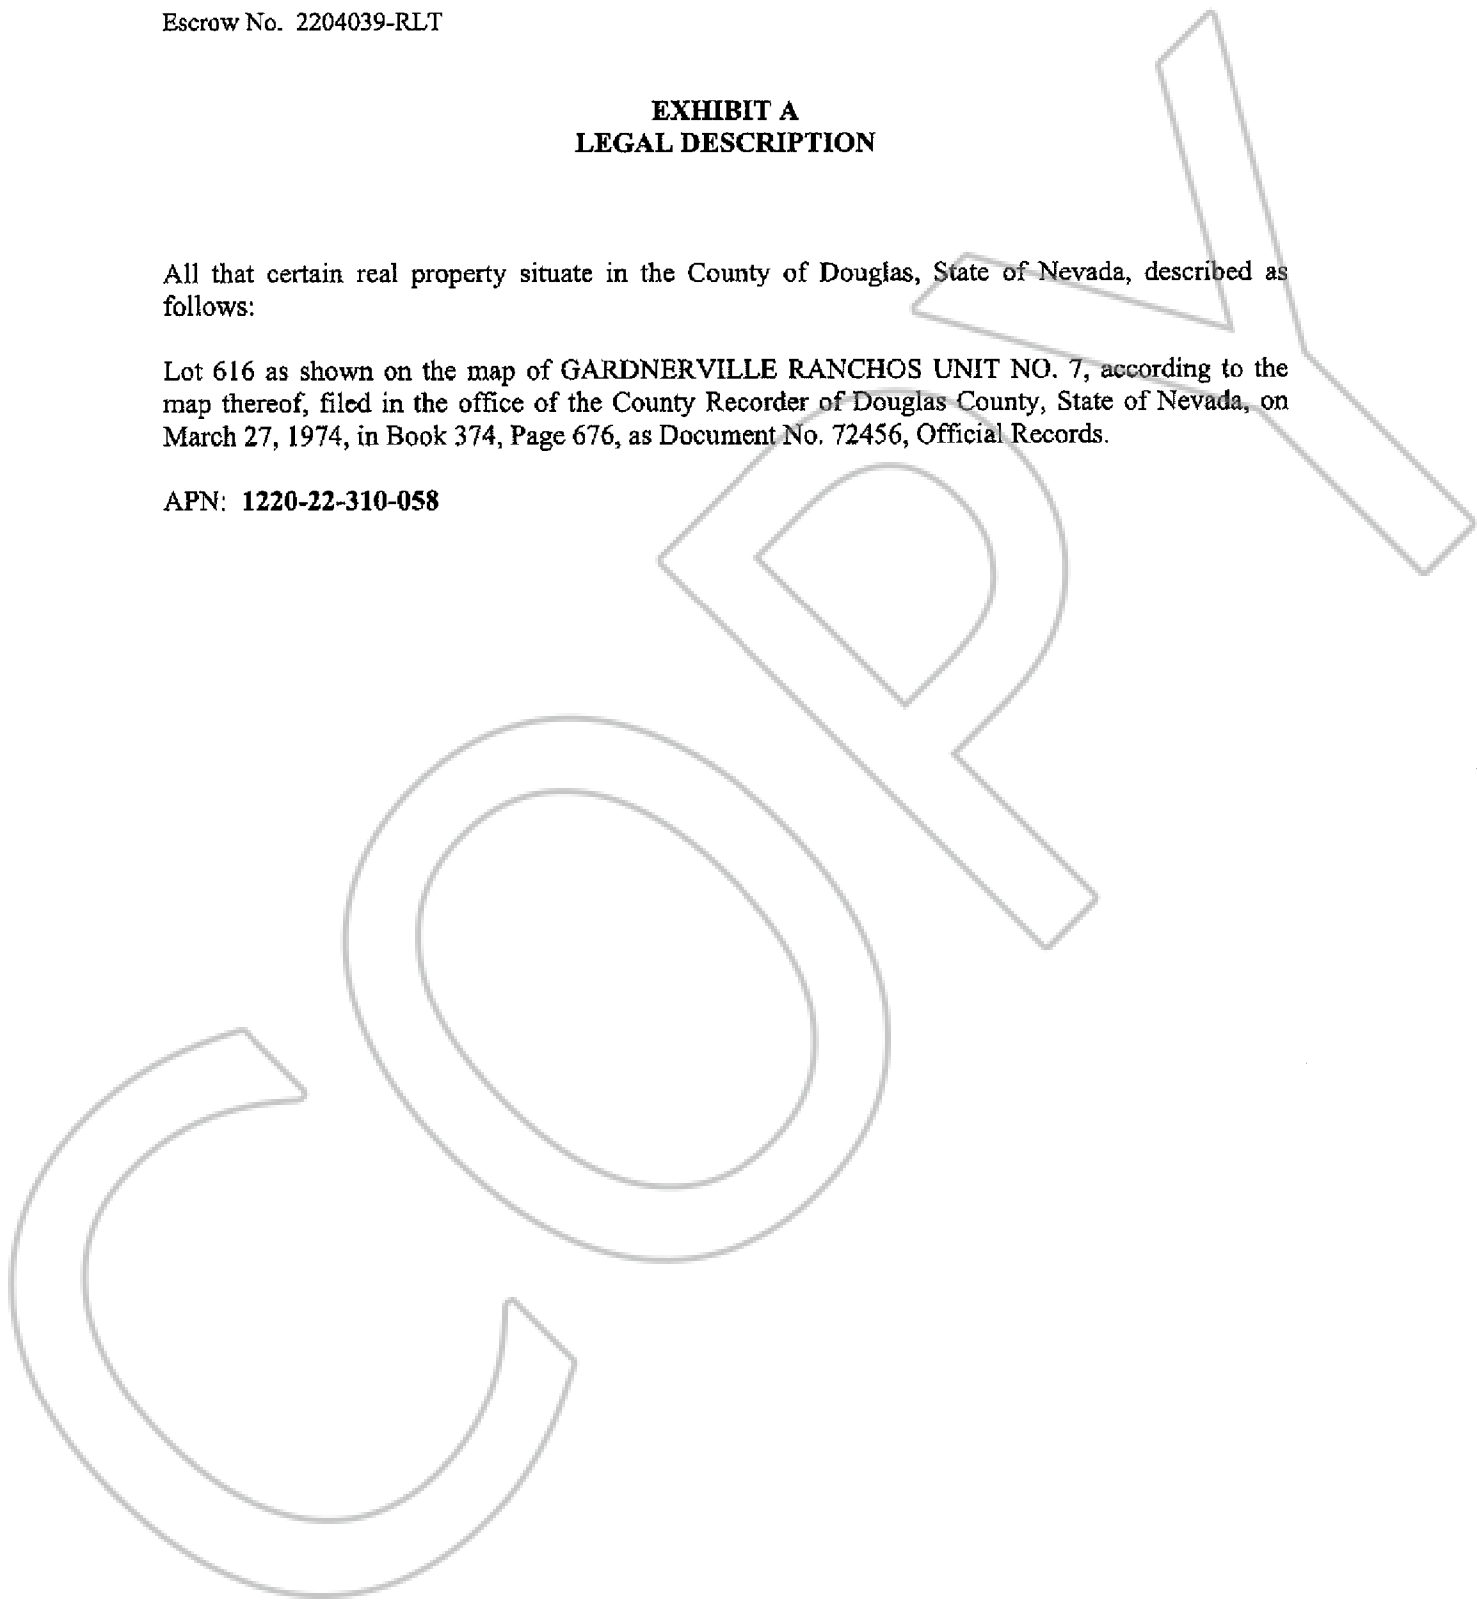 Escrow No. 2204039-RLT
EXHIBIT A
LEGAL DESCRIPTION
All that certain real property situate in the County of Douglas, State of Nevada, described as
follows:
Lot 616 as shown on the map of GARDNERVILLE RANCHOS UNIT NO. 7, according to the
map thereof, filed in the office of the County Recorder of Douglas County, State of Nevada, on
March 27, 1974, in Book 374, Page 676, as Document No. 72456, Official Records.
APN: 1220-22-310-058
COPY